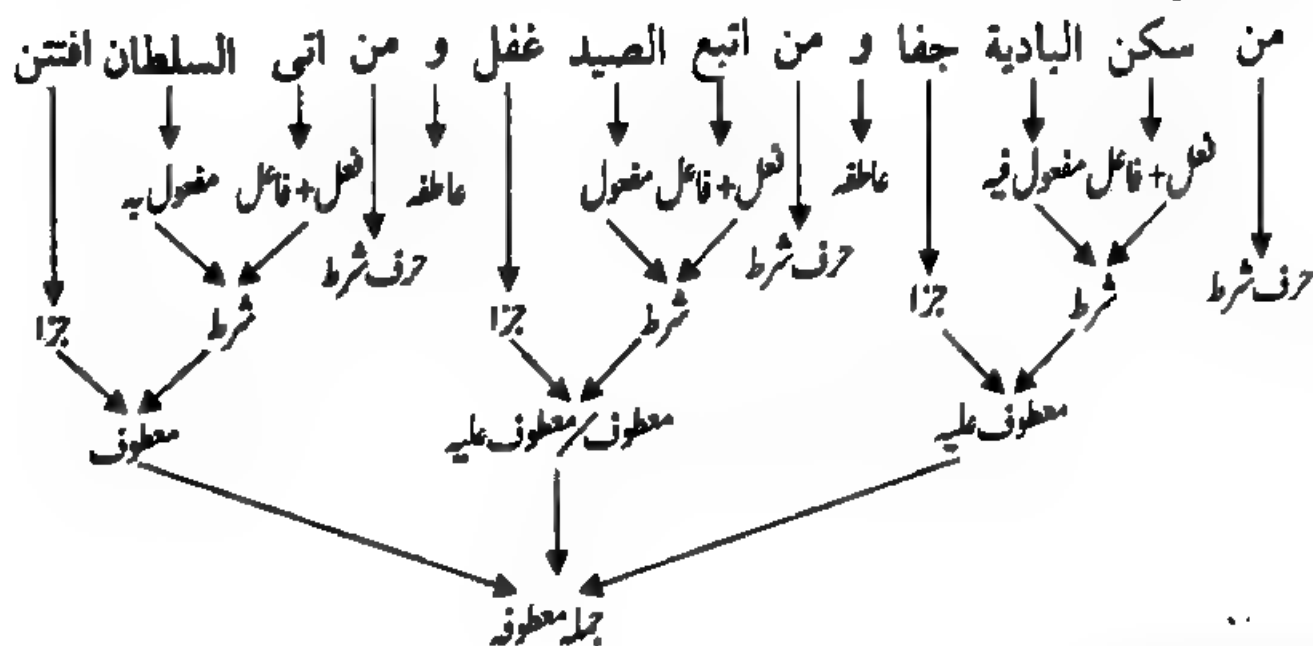 من سكن البادية جفا و من اتبع الصيد غفل و من اتى السلطان افتتن
فعل+فاعل مفعول فیہ عاطفہ فعل+فاعل مفعول عاطفہ فعل+فاعل مفعول بہ
حرف شرط حرف شرط حرف شرط
شرط جزا شرط جزا شرط جزا
معطوف علیہ معطوف/معطوف علیہ معطوف
جملہ معطوفہ